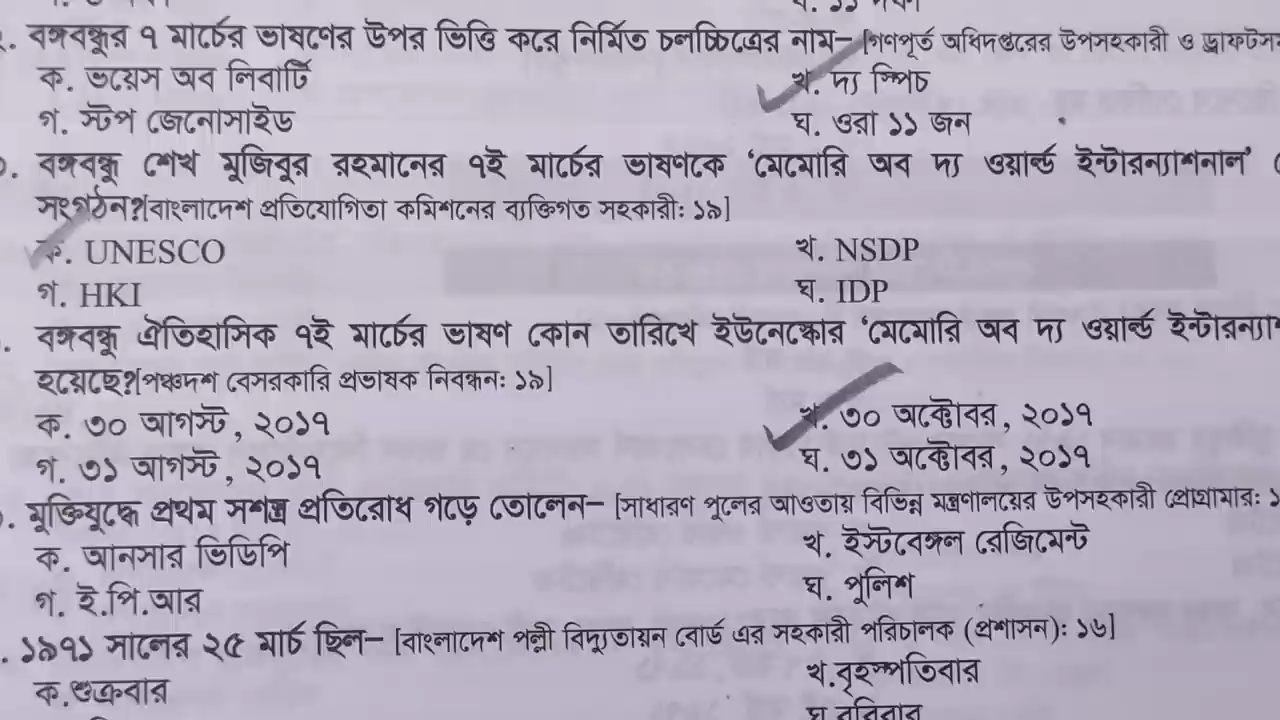 বঙ্গবন্ধুর ৭ মার্চের ভাষণের উপর ভিত্তি করে নির্মিত চলচ্চিত্রের নাম– [গণপূর্ত অধিদপ্তরের উপসহকারী ও ড্রাফটস
ক. ভয়েস অব লিবার্টি খ. দ্য স্পিচ
গ. স্টপ জেনোসাইড ঘ. ওরা ১১ জন
বঙ্গবন্ধু শেখ মুজিবুর রহমানের ৭ই মার্চের ভাষণকে ‘মেমোরি অব দ্য ওয়ার্ল্ড ইন্টারন্যাশনাল’
সংগঠন?[বাংলাদেশ প্রতিযোগিতা কমিশনের ব্যক্তিগত সহকারী: ১৯]
ক. UNESCO খ. NSDP
গ. HKI ঘ. IDP
বঙ্গবন্ধু ঐতিহাসিক ৭ই মার্চের ভাষণ কোন তারিখে ইউনেস্কোর ‘মেমোরি অব দ্য ওয়ার্ল্ড ইন্টারন্যা
হয়েছে?[পঞ্চদশ বেসরকারি প্রভাষক নিবন্ধন: ১৯]
ক. ৩০ আগস্ট, ২০১৭ খ. ৩০ অক্টোবর, ২০১৭
গ. ৩১ আগস্ট, ২০১৭ ঘ. ৩১ অক্টোবর, ২০১৭
মুক্তিযুদ্ধে প্রথম সশস্ত্র প্রতিরোধ গড়ে তোলেন– [সাধারণ পুলের আওতায় বিভিন্ন মন্ত্রণালয়ের উপসহকারী প্রোগ্রামার:
ক. আনসার ভিডিপি খ. ইস্টবেঙ্গল রেজিমেন্ট
গ. ই.পি.আর ঘ. পুলিশ
. ১৯৭১ সালের ২৫ মার্চ ছিল– [বাংলাদেশ পল্লী বিদ্যুতায়ন বোর্ড এর সহকারী পরিচালক (প্রশাসন): ১৬]
ক.শুক্রবার খ.বৃহস্পতিবার
ঘ.রবিবার